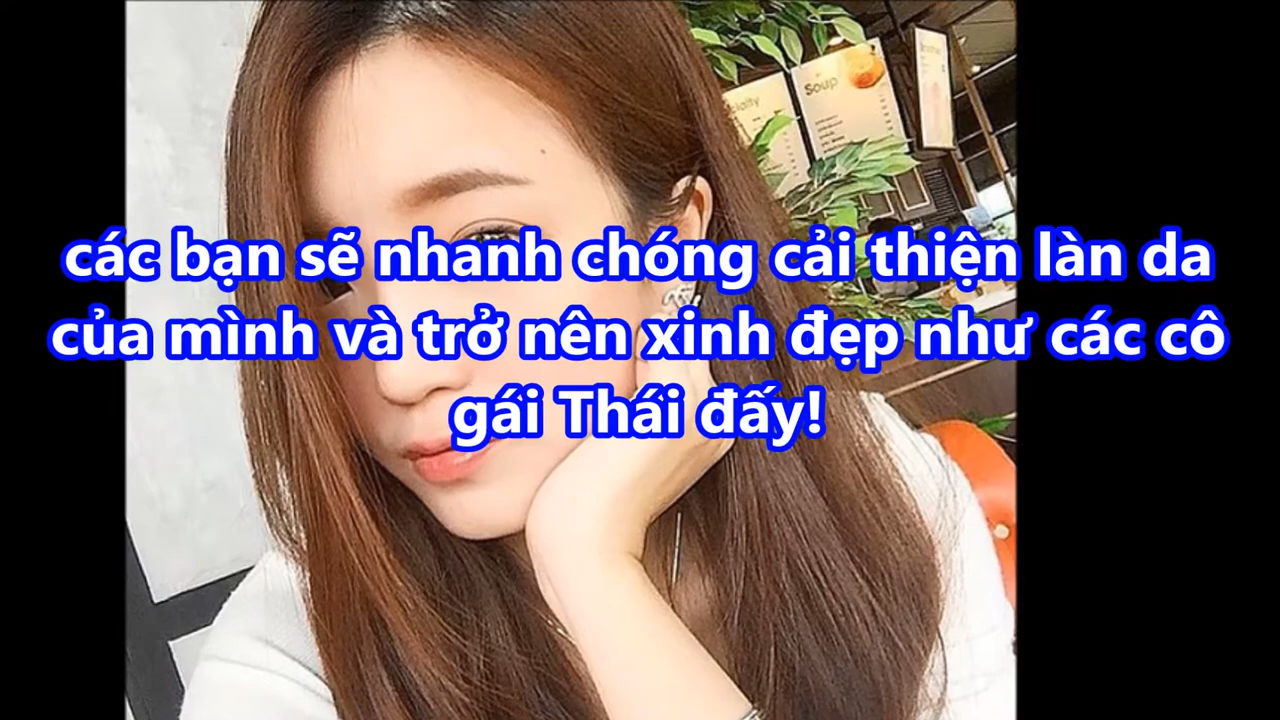 Soup
các bạn sẽ nhanh chóng cải thiện làn da
của mình và trở nên xinh đẹp như các cô
gái Thái đấy!